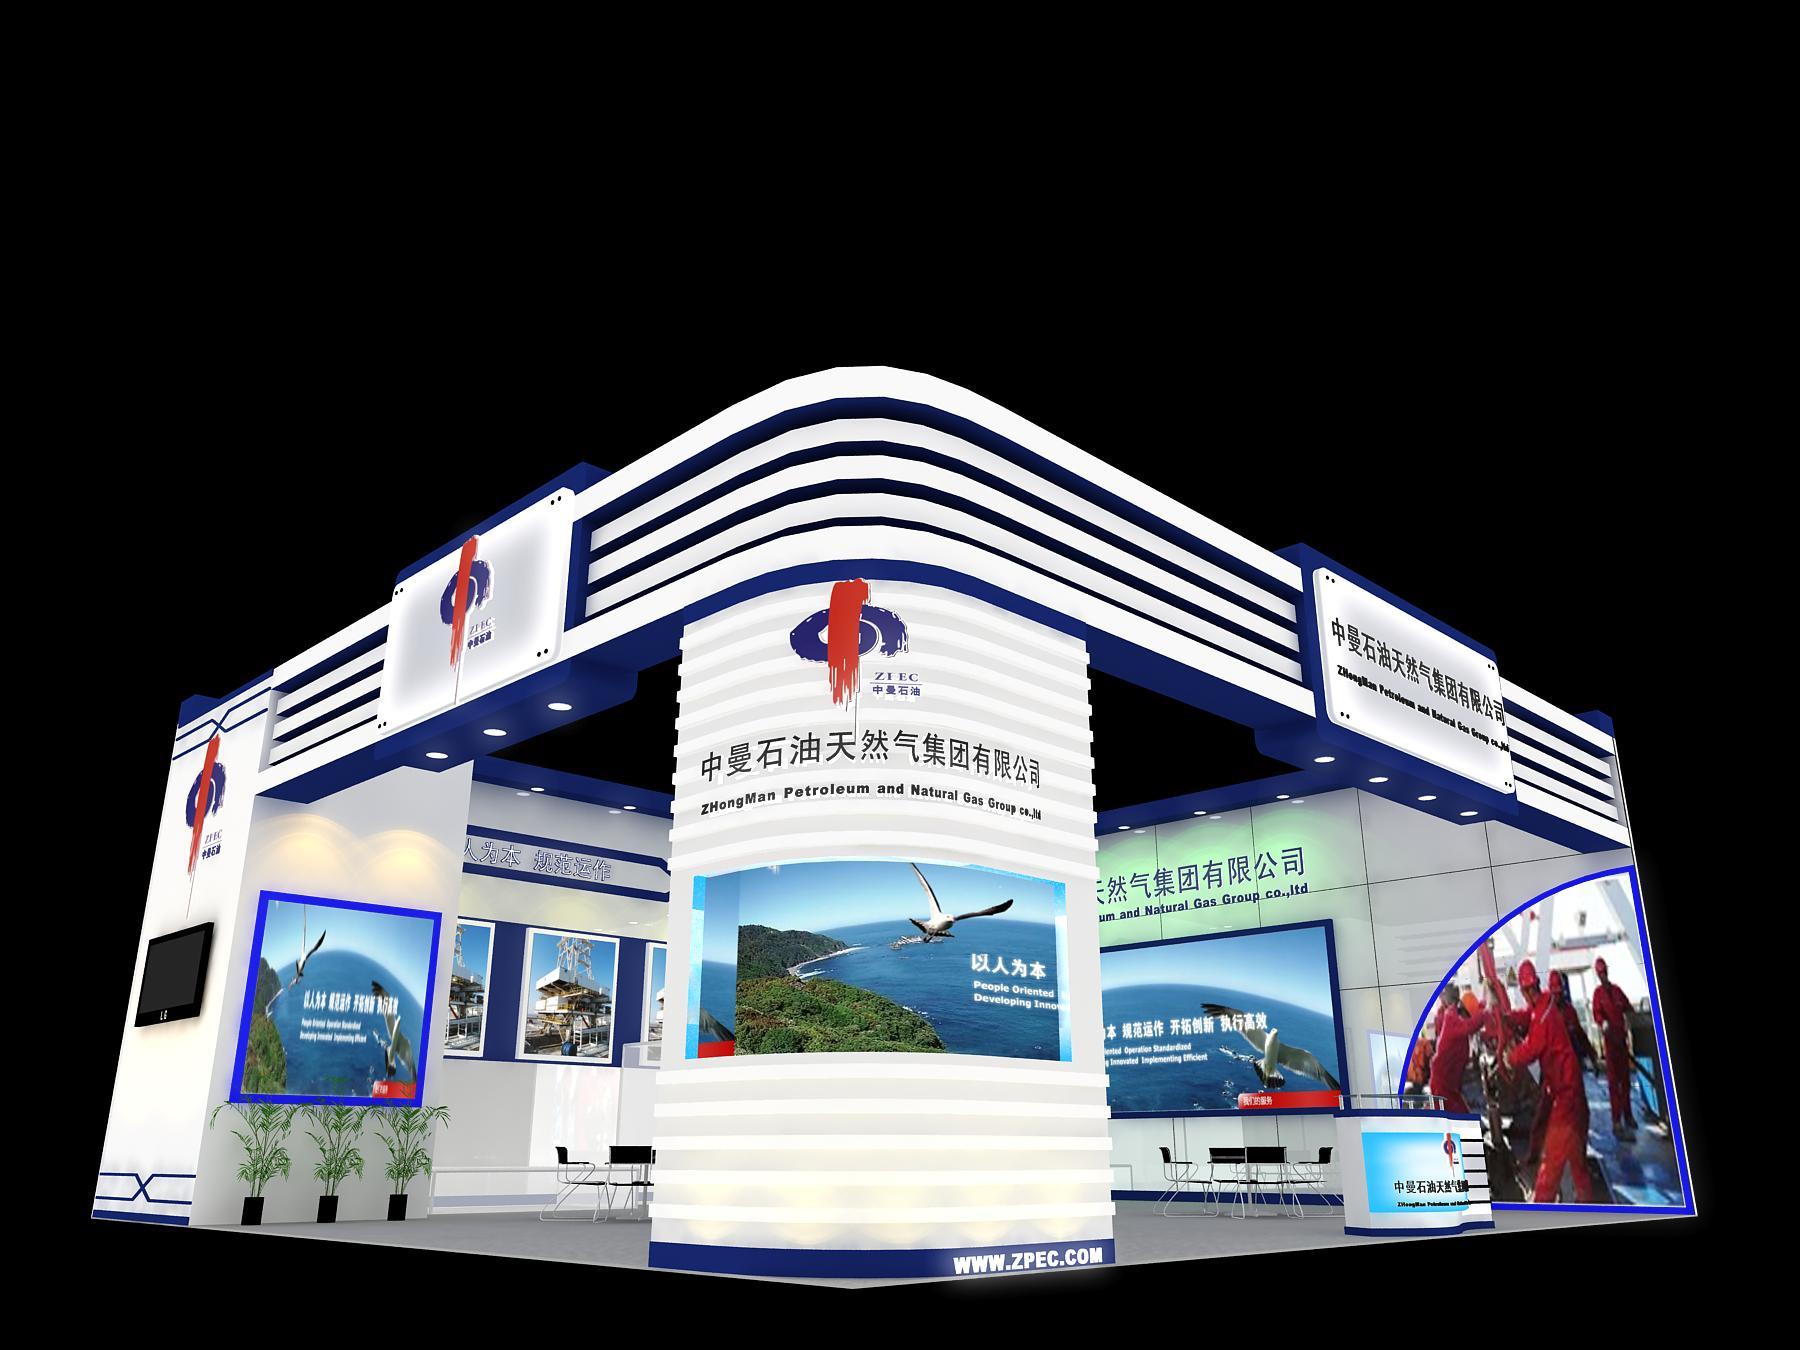 ZPEC
中曼石油
ZPEC
中曼石油
LG
以人为本 规范运作 开拓创新 执行高效
People Oriented Operation Standardized
Developing Innovated Implementing Efficient
人为本 规范运作
ZPEC
中曼石油
中曼石油天然气集团有限公司
ZHongMan Petroleum and Natural Gas Group co.,ltd
以人为本
People Oriented
Developing Innov
WWW.ZPEC.COM
中曼石油天然气集团有限公司
ZHongMan Petroleum and Natural Gas Group co.,ltd
天然气集团有限公司
um and Natural Gas Group co.,ltd
本 规范运作 开拓创新 执行高效
iented Operation Standardized
g Innovated Implementing Efficient
我们的服务
中曼石油天然气集
ZHongMan Petroleum and